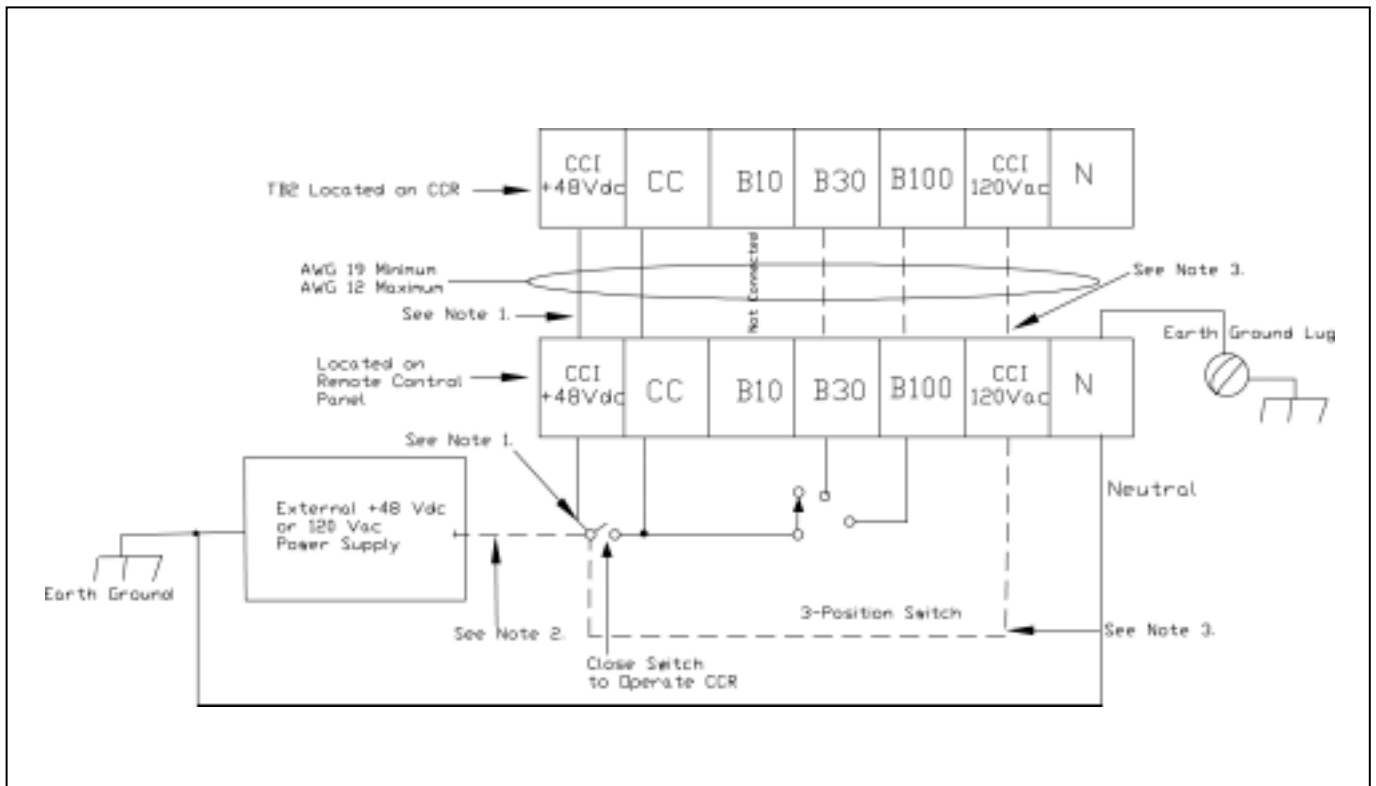 CCI
+48Vdc
CC
B10
B30
B100
CCI
120Vac
N
TB2 Located on CCR
Not Connected
AWG 19 Minimum
AWG 12 Maximum
See Note 3.
See Note 1.
Earth Ground Lug
Located on
Remote Control
Panel
CCI
+48Vdc
CC
B10
B30
B100
CCI
120Vac
N
See Note 1.
Neutral
External +48 Vdc
or 120 Vac
Power Supply
Earth Ground
3-Position Switch
See Note 2.
See Note 3.
Close Switch
to Operate CCR